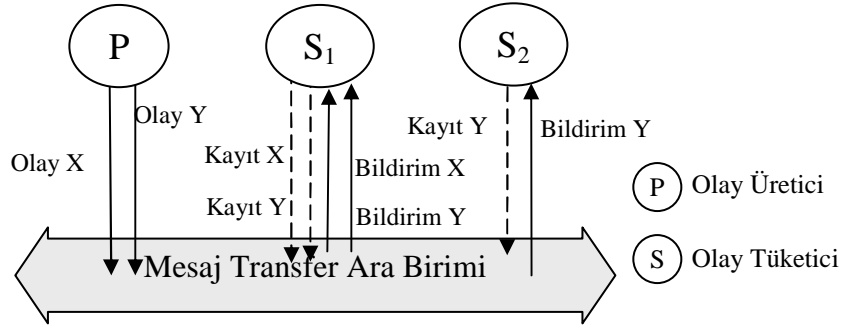 P
S1
S2
Olay Y
Olay X
Kayıt X
Kayıt Y
Bildirim X
Bildirim Y
Kayıt Y
Bildirim Y
P Olay Üretici
S Olay Tüketici
Mesaj Transfer Ara Birimi